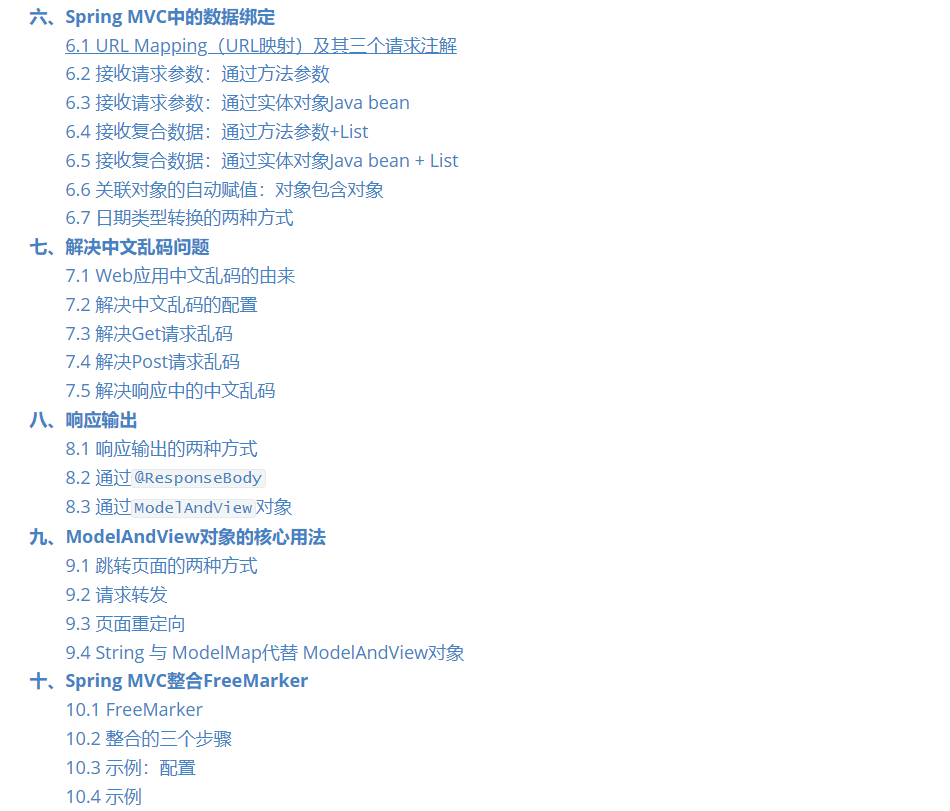 六、Spring MVC中的数据绑定
6.1 URL Mapping（URL映射）及其三个请求注解
6.2 接收请求参数：通过方法参数
6.3 接收请求参数：通过实体对象Java bean
6.4 接收复合数据：通过方法参数+List
6.5 接收复合数据：通过实体对象Java bean + List
6.6 关联对象的自动赋值：对象包含对象
6.7 日期类型转换的两种方式
七、解决中文乱码问题
7.1 Web应用中文乱码的由来
7.2 解决中文乱码的配置
7.3 解决Get请求乱码
7.4 解决Post请求乱码
7.5 解决响应中的中文乱码
八、响应输出
8.1 响应输出的两种方式
8.2 通过@ResponseBody
8.3 通过ModelAndView对象
九、ModelAndView对象的核心用法
9.1 跳转页面的两种方式
9.2 请求转发
9.3 页面重定向
9.4 String 与 ModelMap代替 ModelAndView对象
十、Spring MVC整合FreeMarker
10.1 FreeMarker
10.2 整合的三个步骤
10.3 示例：配置
10.4 示例